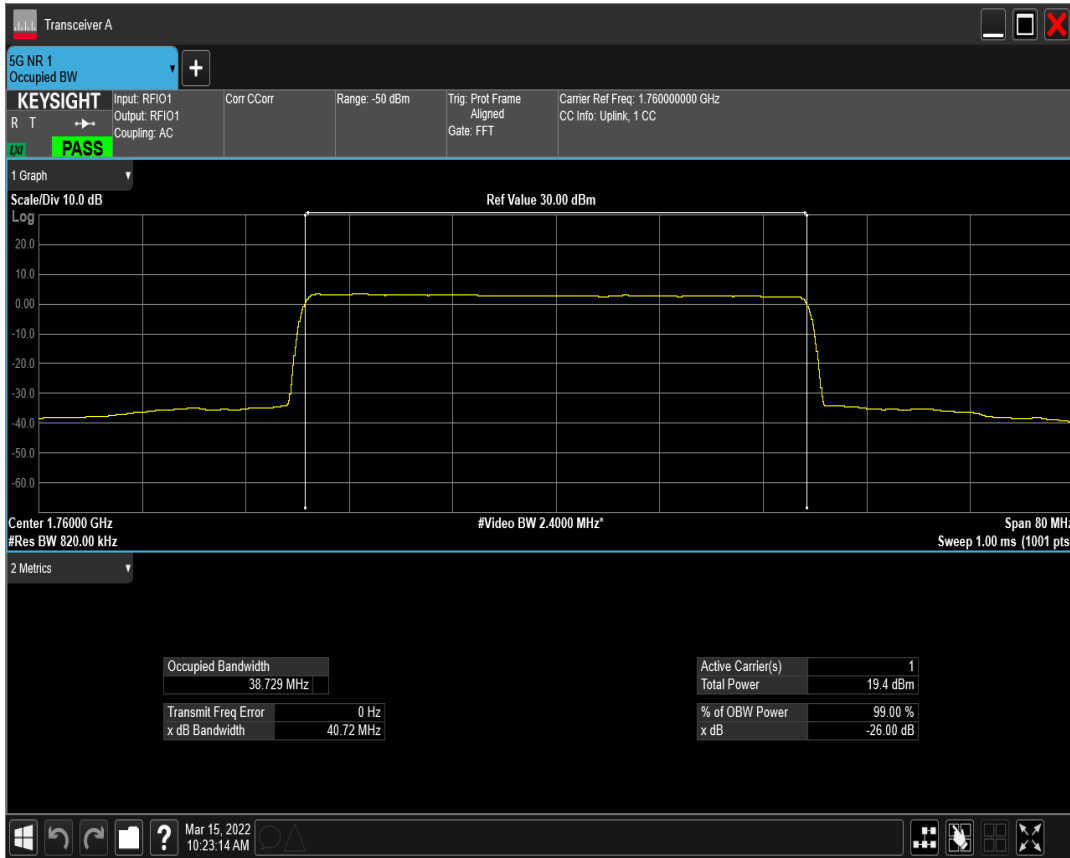 Transceiver A
5G NR 1
Occupied BW
KEYSIGHT
R T
LXI
PASS
Input: RFIO1
Output: RFIO1
Coupling: AC
Corr CCorr
Range: -50 dBm
Trig: Prot Frame
Aligned
Gate: FFT
Carrier Ref Freq: 1.760000000 GHz
CC Info: Uplink, 1 CC
1 Graph
Scale/Div 10.0 dB
Ref Value 30.00 dBm
Log
20.0
10.0
0.00
-10.0
-20.0
-30.0
-40.0
-50.0
-60.0
Center 1.76000 GHz
#Video BW 2.4000 MHz*
Span 80 MHz
#Res BW 820.00 kHz
Sweep 1.00 ms (1001 pts
2 Metrics
Occupied Bandwidth
38.729 MHz
Transmit Freq Error 0 Hz
x dB Bandwidth 40.72 MHz
Active Carrier(s) 1
Total Power 19.4 dBm
% of OBW Power 99.00 %
x dB -26.00 dB
?
Mar 15, 2022
10:23:14 AM